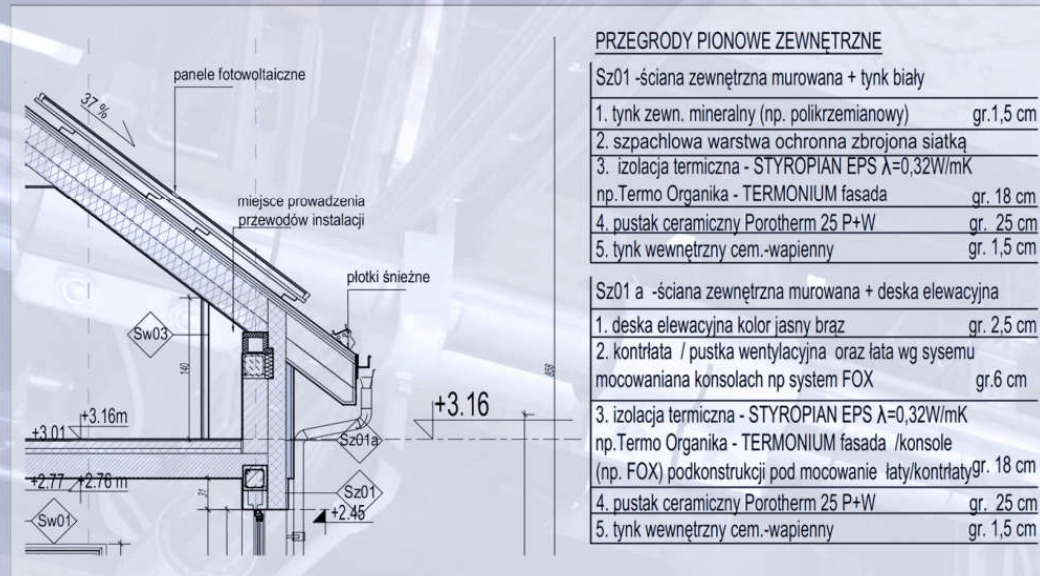 panele fotowoltaiczne
37 %
miejsce prowadzenia
przewodów instalacji
płotki śnieżne
Sw03
140
658
+3.16m
+3.01
+3.16
Sz01a
+2.77
+2.76 m
31
Sz01
+2.45
Sw01
PRZEGRODY PIONOWE ZEWNĘTRZNE
Sz01 -ściana zewnętrzna murowana + tynk biały
1. tynk zewn. mineralny (np. polikrzemianowy) gr.1,5 cm
2. szpachlowa warstwa ochronna zbrojona siatką
3. izolacja termiczna - STYROPIAN EPS λ=0,32W/mK
np.Termo Organika - TERMONIUM fasada gr. 18 cm
4. pustak ceramiczny Porotherm 25 P+W gr. 25 cm
5. tynk wewnętrzny cem.-wapienny gr. 1,5 cm
Sz01 a -ściana zewnętrzna murowana + deska elewacyjna
1. deska elewacyjna kolor jasny brąz gr. 2,5 cm
2. kontrłata / pustka wentylacyjna oraz łata wg sysemu
mocowaniana konsolach np system FOX gr.6 cm
3. izolacja termiczna - STYROPIAN EPS λ=0,32W/mK
np.Termo Organika - TERMONIUM fasada /konsole
(np. FOX) podkonstrukcji pod mocowanie łaty/kontrłaty gr. 18 cm
4. pustak ceramiczny Porotherm 25 P+W gr. 25 cm
5. tynk wewnętrzny cem.-wapienny gr. 1,5 cm